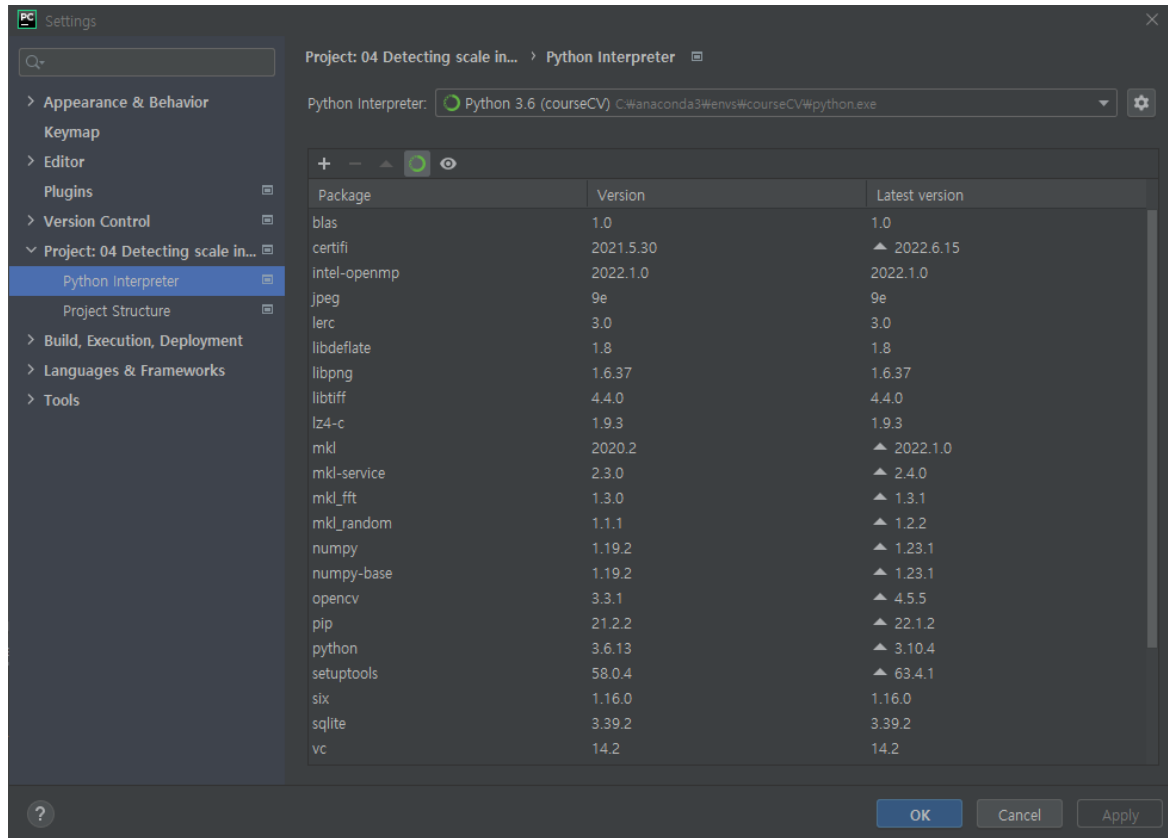 PC Settings
Project: 04 Detecting scale in... > Python Interpreter
Python Interpreter: Python 3.6 (courseCV) C:₩anaconda3₩envs₩courseCV₩python.exe
Appearance & Behavior
Keymap
Editor
Plugins
Version Control
Project: 04 Detecting scale in...
Python Interpreter
Project Structure
Build, Execution, Deployment
Languages & Frameworks
Tools
Package Version Latest version
blas 1.0 1.0
certifi 2021.5.30 2022.6.15
intel-openmp 2022.1.0 2022.1.0
jpeg 9e 9e
lerc 3.0 3.0
libdeflate 1.8 1.8
libpng 1.6.37 1.6.37
libtiff 4.4.0 4.4.0
lz4-c 1.9.3 1.9.3
mkl 2020.2 2022.1.0
mkl-service 2.3.0 2.4.0
mkl_fft 1.3.0 1.3.1
mkl_random 1.1.1 1.2.2
numpy 1.19.2 1.23.1
numpy-base 1.19.2 1.23.1
opencv 3.3.1 4.5.5
pip 21.2.2 22.1.2
python 3.6.13 3.10.4
setuptools 58.0.4 63.4.1
six 1.16.0 1.16.0
sqlite 3.39.2 3.39.2
vc 14.2 14.2
? OK Cancel Apply